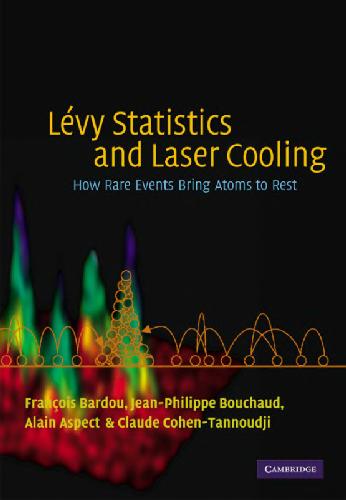 Lévy Statistics
and Laser Cooling
How Rare Events Bring Atoms to Rest
François Bardou, Jean-Philippe Bouchaud,
Alain Aspect & Claude Cohen-Tannoudji
CAMBRIDGE